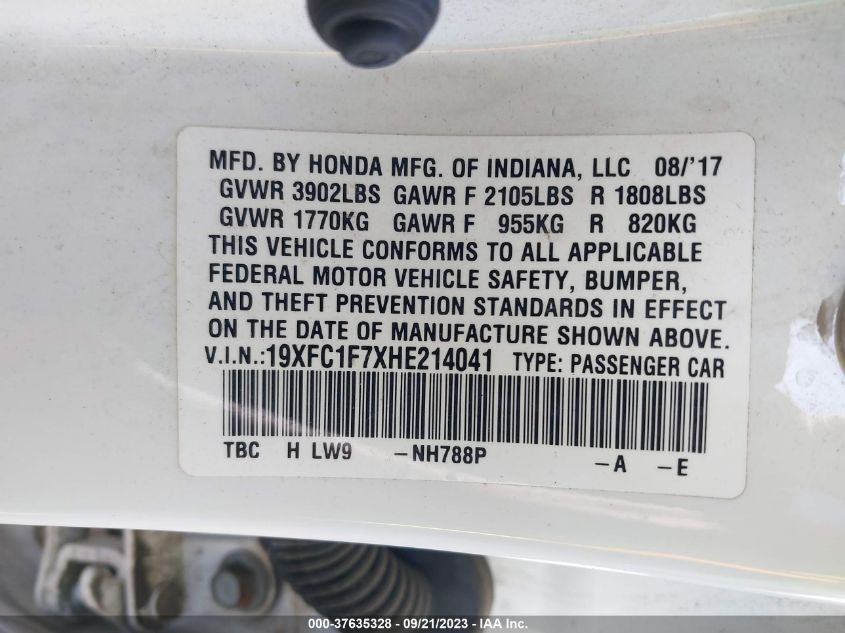 MFD. BY HONDA MFG. OF INDIANA, LLC 08/'17
GVWR 3902LBS GAWR F 2105LBS R 1808LBS
GVWR 1770KG GAWR F 955KG R 820KG
THIS VEHICLE CONFORMS TO ALL APPLICABLE
FEDERAL MOTOR VEHICLE SAFETY, BUMPER,
AND THEFT PREVENTION STANDARDS IN EFFECT
ON THE DATE OF MANUFACTURE SHOWN ABOVE.
V.I.N.:19XFC1F7XHE214041 TYPE: PASSENGER CAR
TBC H LW9 -NH788P -A -E
000-37635328 - 09/21/2023 - IAA Inc.